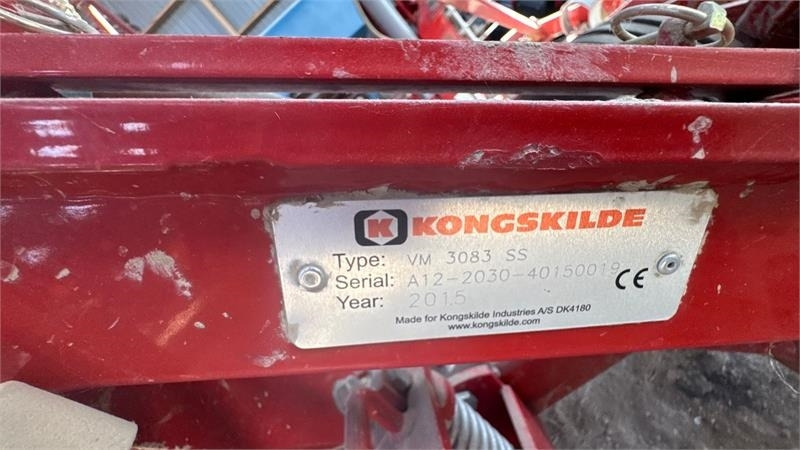 KONGSKILDE
Type: VM 3083 SS
Serial: A12-2030-40150019
Year: 2015
CE
Made for Kongskilde Industries A/S DK4180
www.kongskilde.com